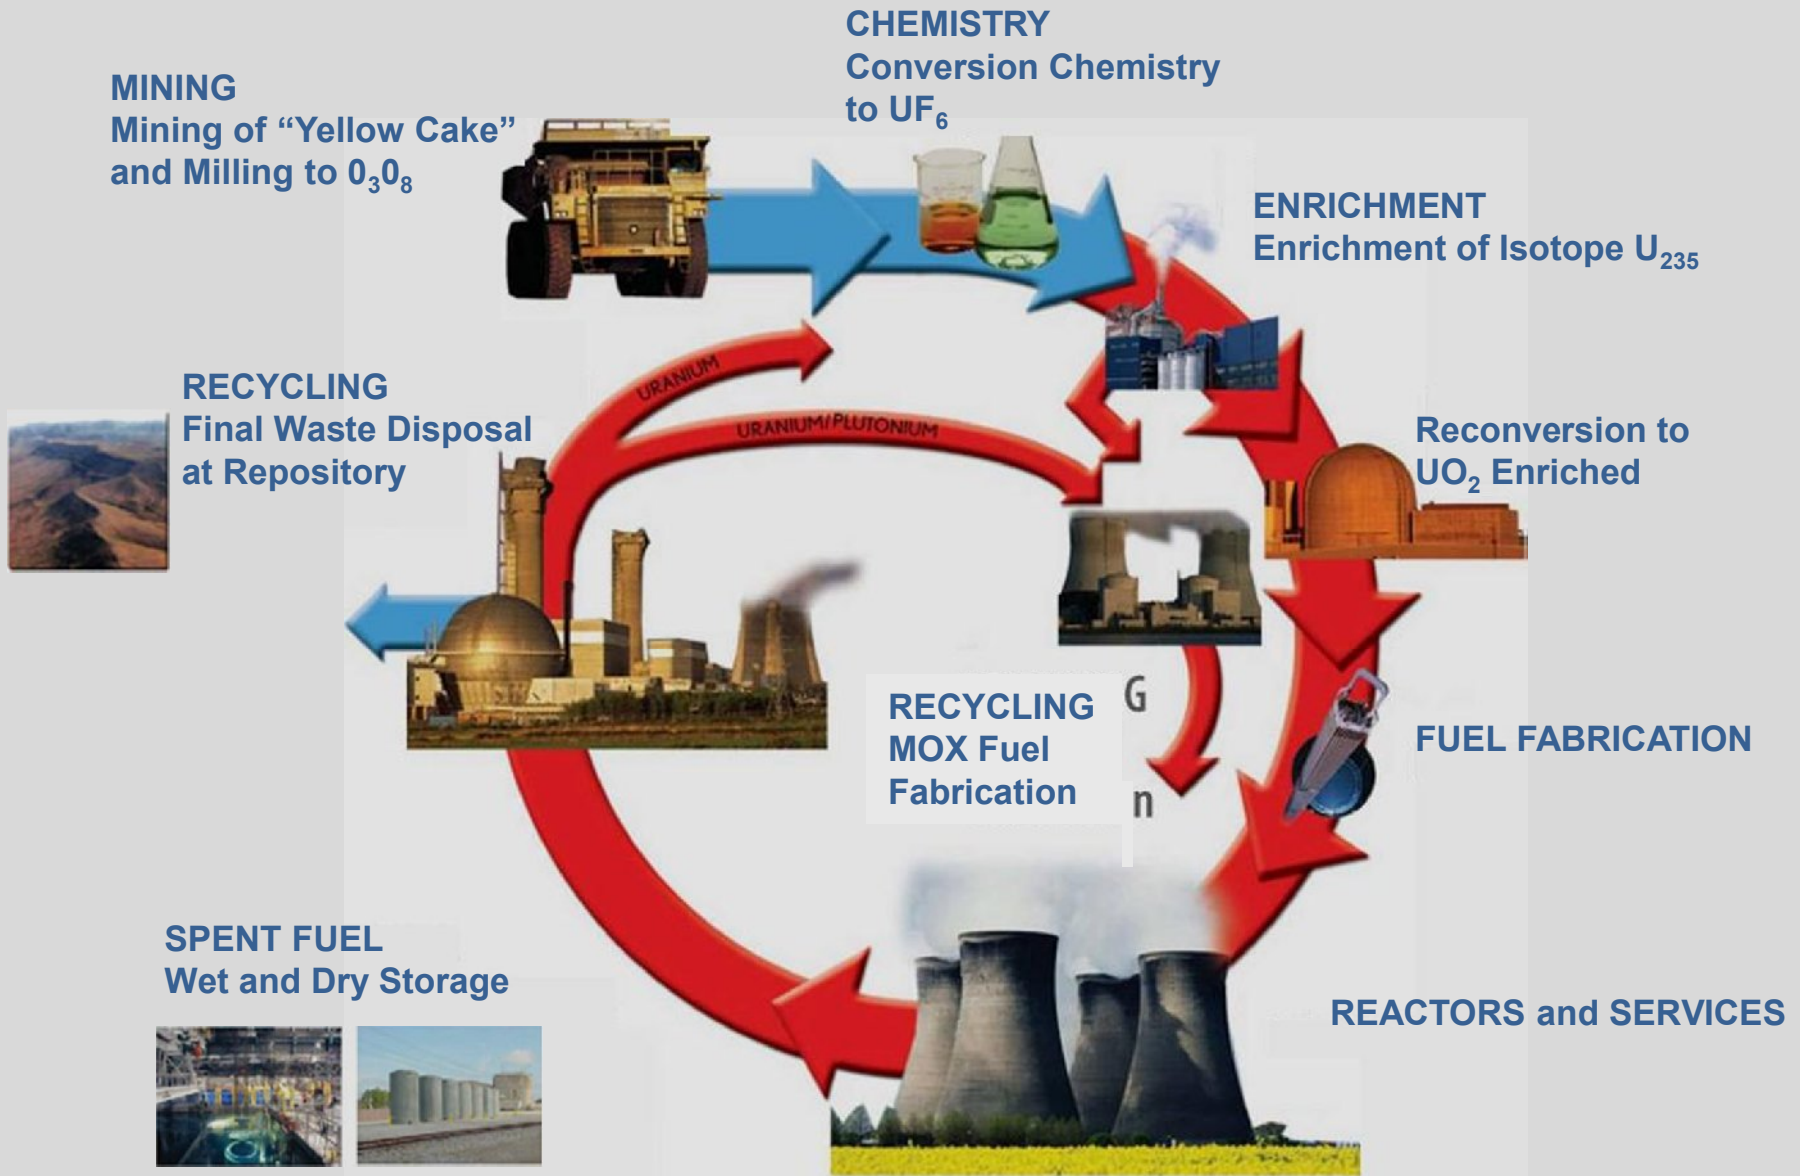 CHEMISTRY
Conversion Chemistry
to UF₆
MINING
Mining of “Yellow Cake”
and Milling to 0₃0₈
ENRICHMENT
Enrichment of Isotope U₂₃₅
URANIUM
RECYCLING
Final Waste Disposal
at Repository
URANIUM/PLUTONIUM
Reconversion to
UO₂ Enriched
RECYCLING
MOX Fuel
Fabrication
G
n
FUEL FABRICATION
SPENT FUEL
Wet and Dry Storage
REACTORS and SERVICES